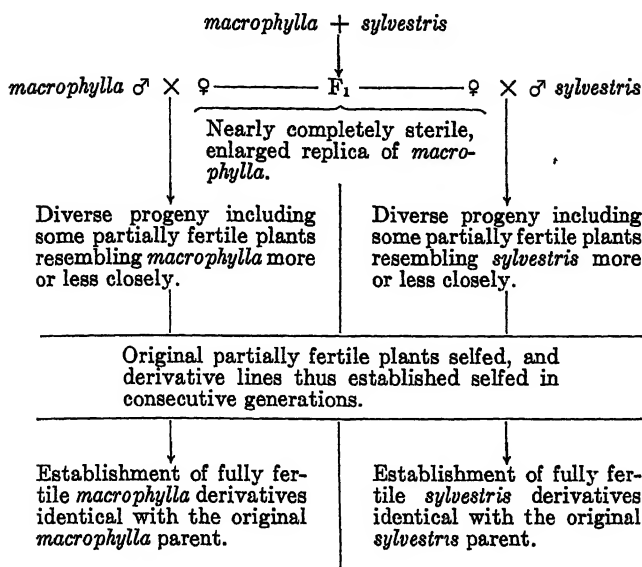 macrophylla + sylvestris
macrophylla ♂ × ♀ F₁ ♀ × ♂ sylvestris
Nearly completely sterile,
enlarged replica of macro-
phylla.
Diverse progeny including
some partially fertile plants
resembling macrophylla more
or less closely.
Diverse progeny including
some partially fertile plants
resembling sylvestris more
or less closely.
Original partially fertile plants selfed, and
derivative lines thus established selfed in
consecutive generations.
Establishment of fully fer-
tile macrophylla derivatives
identical with the original
macrophylla parent.
Establishment of fully fer-
tile sylvestris derivatives
identical with the original
sylvestris parent.